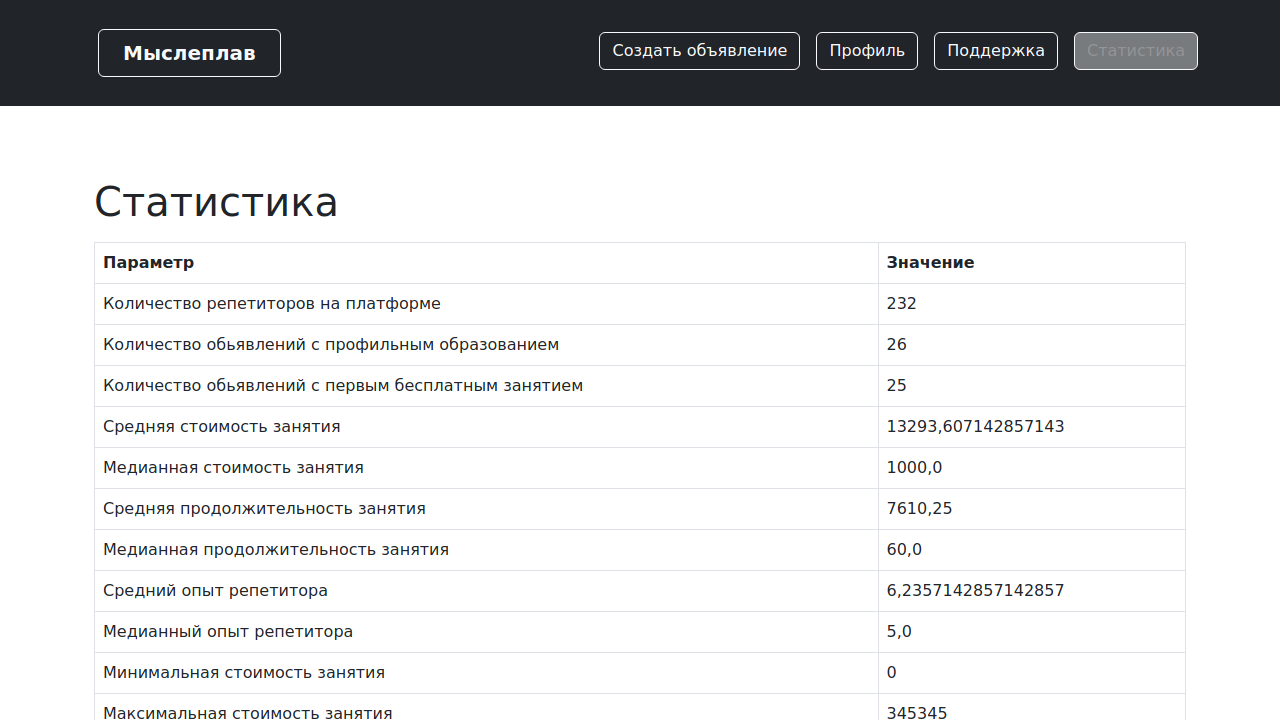 Мыслеплав
Создать объявление
Профиль
Поддержка
Статистика
Статистика
Параметр Значение
Количество репетиторов на платформе 232
Количество обьявлений с профильным образованием 26
Количество обьявлений с первым бесплатным занятием 25
Средняя стоимость занятия 13293,607142857143
Медианная стоимость занятия 1000,0
Средняя продолжительность занятия 7610,25
Медианная продолжительность занятия 60,0
Средний опыт репетитора 6,2357142857142857
Медианный опыт репетитора 5,0
Минимальная стоимость занятия 0
Максимальная стоимость занятия 345345